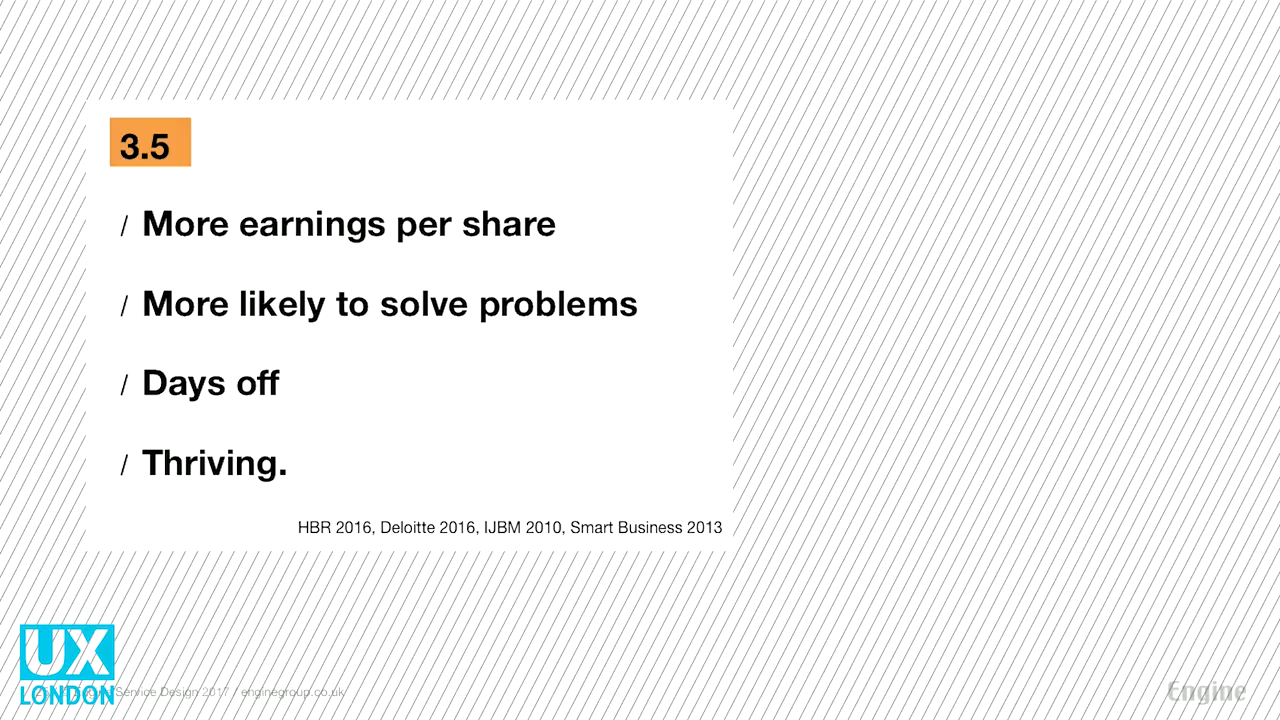 3.5
/ More earnings per share
/ More likely to solve problems
/ Days off
/ Thriving.
HBR 2016, Deloitte 2016, IJBM 2010, Smart Business 2013
UX
LONDON
Service Design 2017 / enginegroup.co.uk
Engine